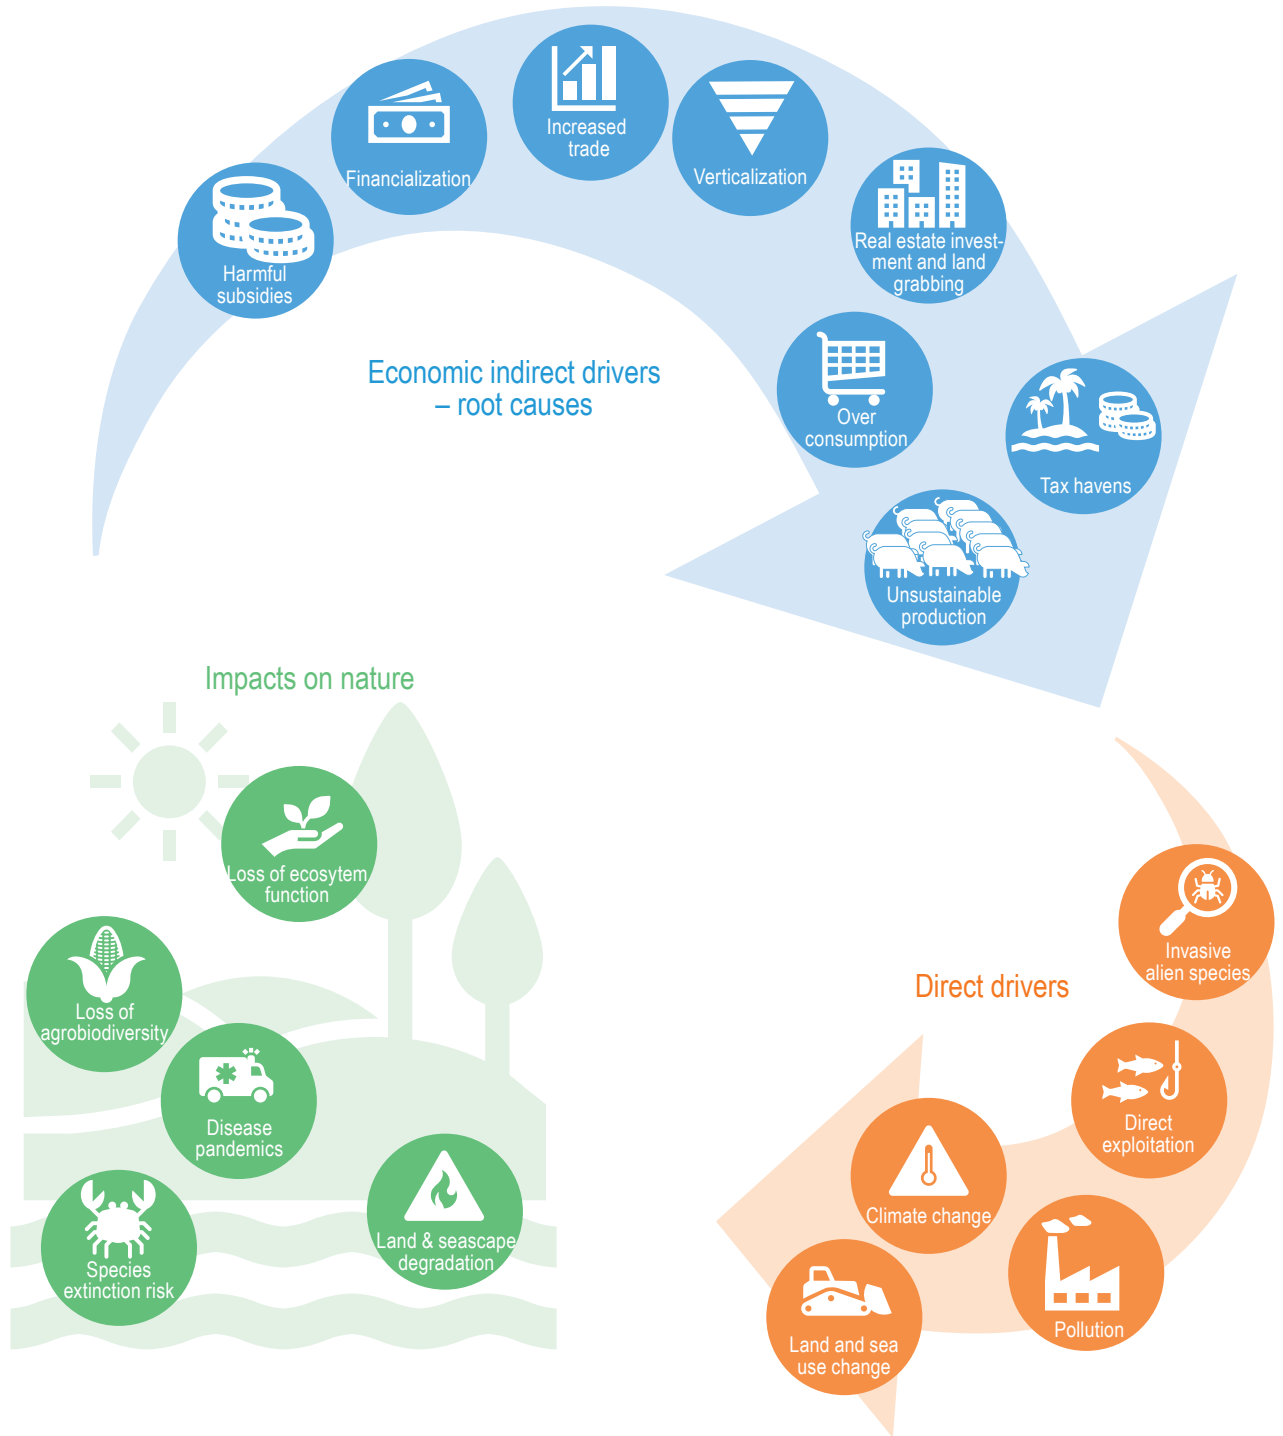 Increased
trade
Financialization
Verticalization
Harmful
subsidies
Real estate invest-
ment and land
grabbing
Economic indirect drivers
– root causes
Over
consumption
Tax havens
Unsustainable
production
Impacts on nature
Loss of ecosytem
function
Loss of
agrobiodiversity
Disease
pandemics
Land & seascape
degradation
Species
extinction risk
Direct drivers
Invasive
alien species
Direct
exploitation
Climate change
Pollution
Land and sea
use change